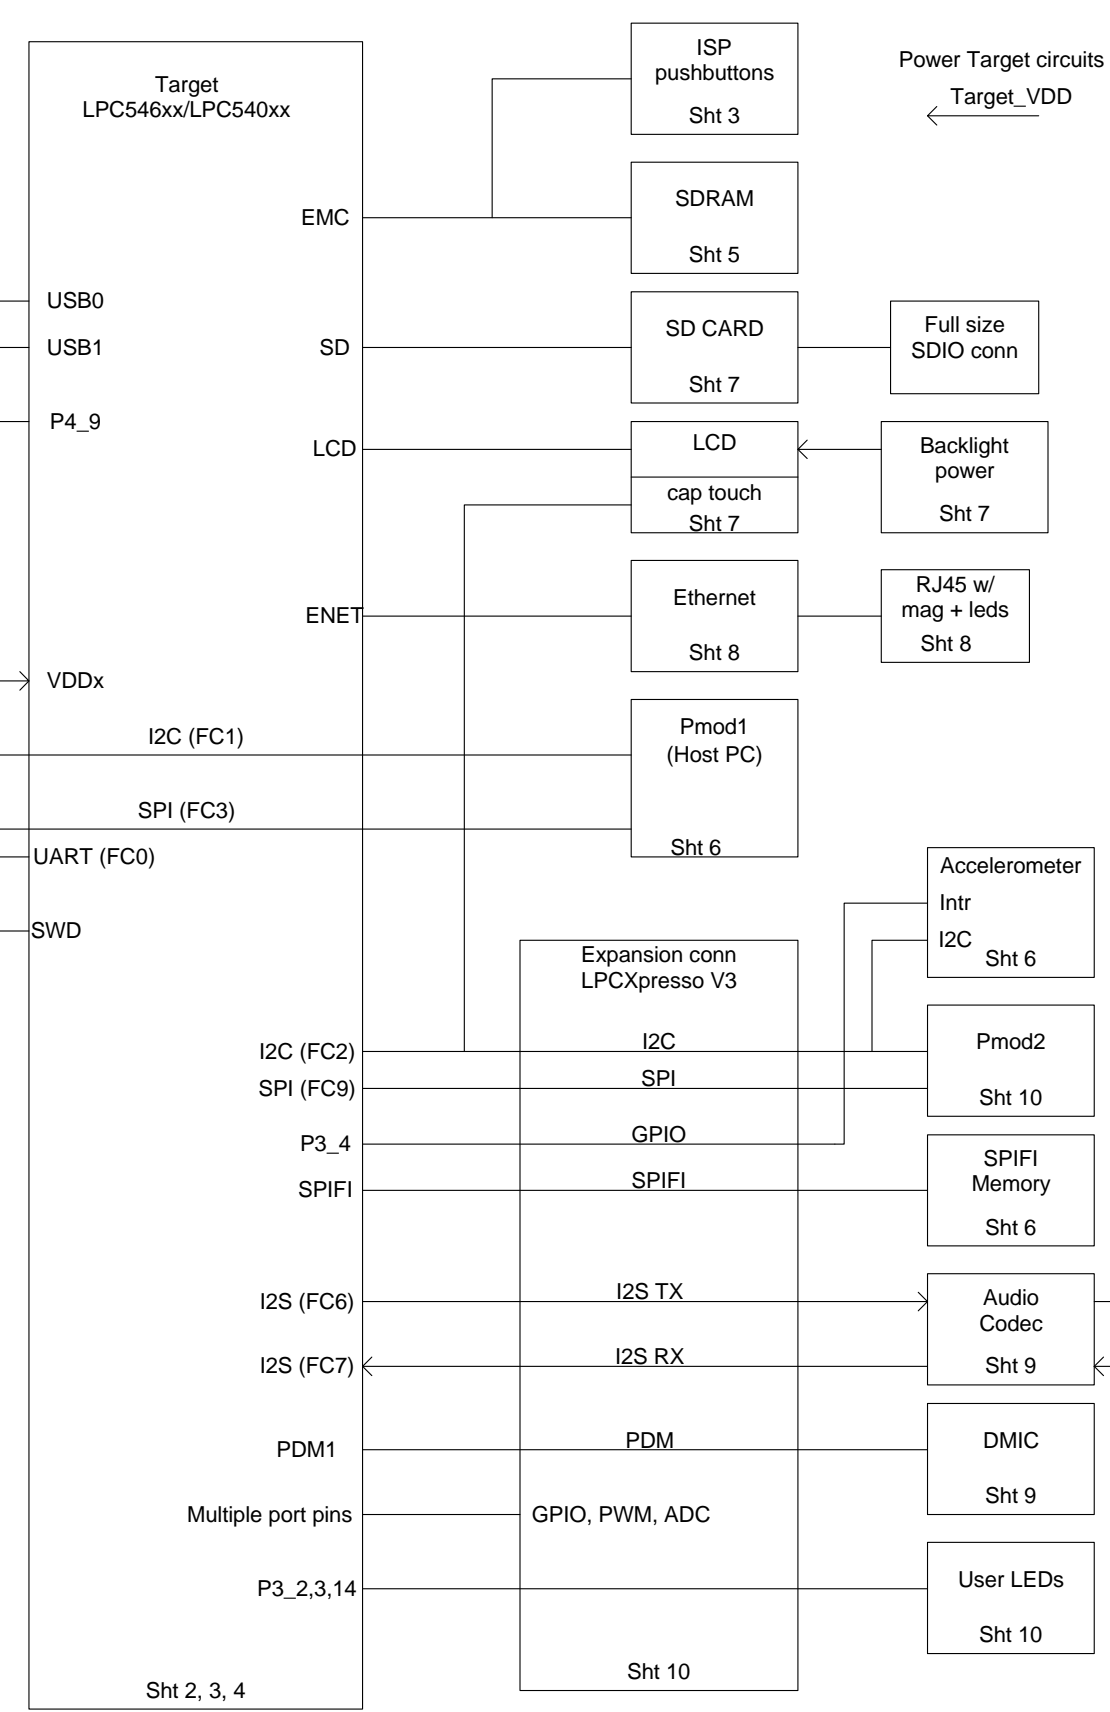 Target
LPC546xx/LPC540xx
EMC
USB0
USB1
SD
P4_9
LCD
ENET
VDDx
I2C (FC1)
SPI (FC3)
UART (FC0)
SWD
I2C (FC2)
SPI (FC9)
P3_4
SPIFI
I2S (FC6)
I2S (FC7)
PDM1
Multiple port pins
P3_2,3,14
Sht 2, 3, 4
ISP
pushbuttons
Sht 3
Power Target circuits
Target_VDD
SDRAM
Sht 5
SD CARD
Sht 7
Full size
SDIO conn
LCD
cap touch
Sht 7
Backlight
power
Sht 7
Ethernet
Sht 8
RJ45 w/
mag + leds
Sht 8
Pmod1
(Host PC)
Sht 6
Accelerometer
Intr
I2C
Sht 6
Expansion conn
LPCXpresso V3
I2C
SPI
GPIO
SPIFI
I2S TX
I2S RX
PDM
GPIO, PWM, ADC
Sht 10
Pmod2
Sht 10
SPIFI
Memory
Sht 6
Audio
Codec
Sht 9
DMIC
Sht 9
User LEDs
Sht 10